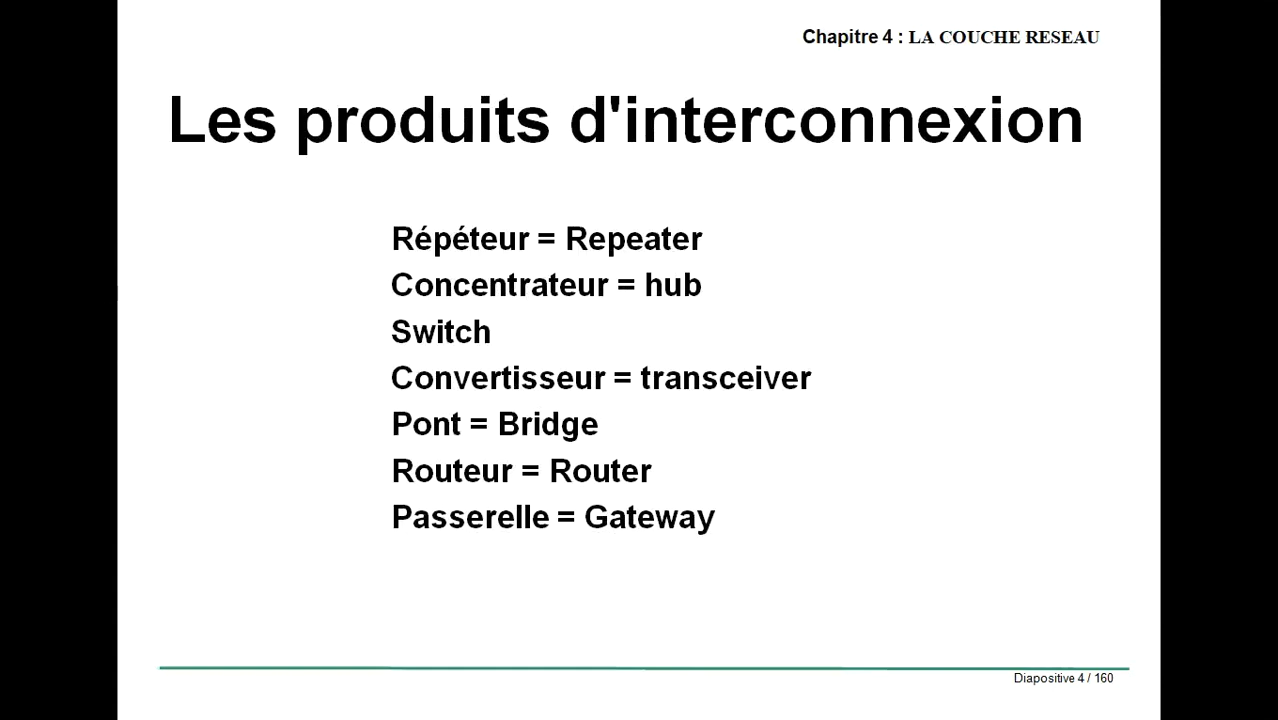 Chapitre 4 : LA COUCHE RESEAU
Les produits d'interconnexion
Répéteur = Repeater
Concentrateur = hub
Switch
Convertisseur = transceiver
Pont = Bridge
Routeur = Router
Passerelle = Gateway
Diapositive 4 / 160